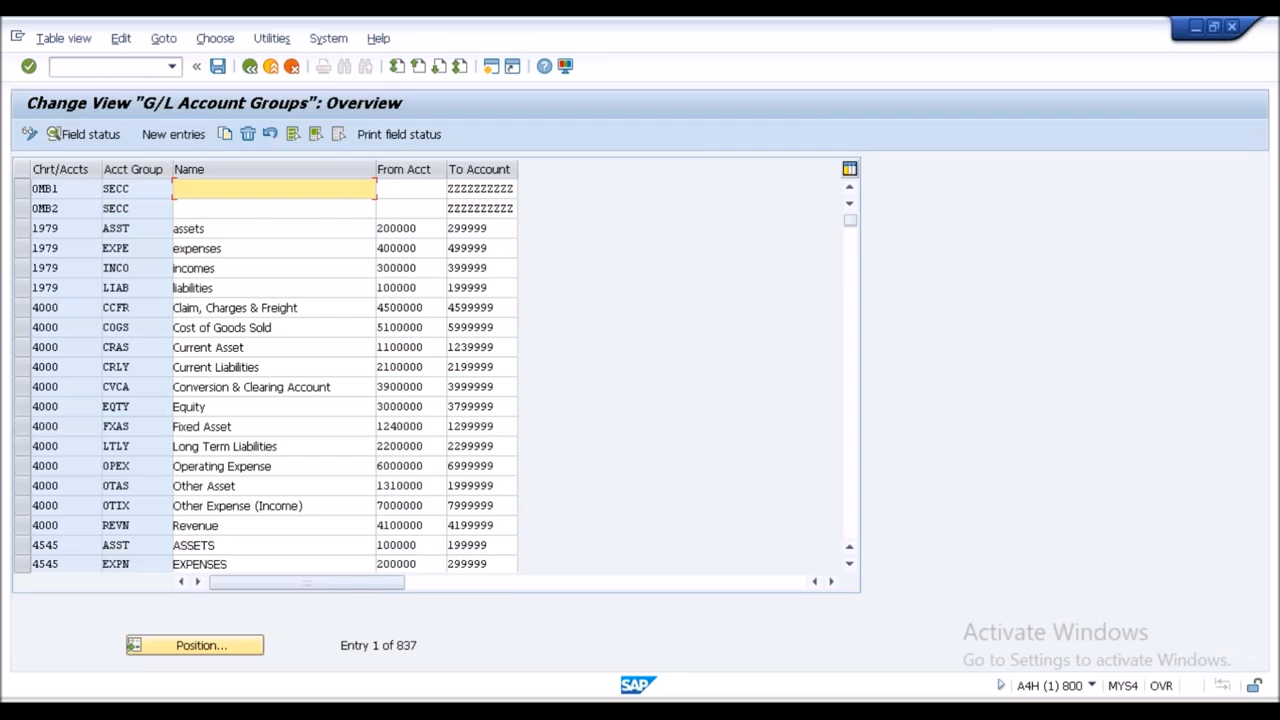 Table view Edit Goto Choose Utilities System Help
Change View "G/L Account Groups": Overview
Field status New entries Print field status
Chrt/Accts Acct Group Name From Acct To Account
0MB1 SECC ZZZZZZZZZZ
0MB2 SECC ZZZZZZZZZZ
1979 ASST assets 200000 299999
1979 EXPE expenses 400000 499999
1979 INCO incomes 300000 399999
1979 LIAB liabilities 100000 199999
4000 CCFR Claim, Charges & Freight 4500000 4599999
4000 COGS Cost of Goods Sold 5100000 5999999
4000 CRAS Current Asset 1100000 1239999
4000 CRLY Current Liabilities 2100000 2199999
4000 CVCA Conversion & Clearing Account 3900000 3999999
4000 EQTY Equity 3000000 3799999
4000 FXAS Fixed Asset 1240000 1299999
4000 LTLY Long Term Liabilities 2200000 2299999
4000 OPEX Operating Expense 6000000 6999999
4000 OTAS Other Asset 1310000 1999999
4000 OTIX Other Expense (Income) 7000000 7999999
4000 REVN Revenue 4100000 4199999
4545 ASST ASSETS 100000 199999
4545 EXPN EXPENSES 200000 299999
Position... Entry 1 of 837
Activate Windows
Go to Settings to activate Windows.
SAP A4H (1) 800 MYS4 OVR